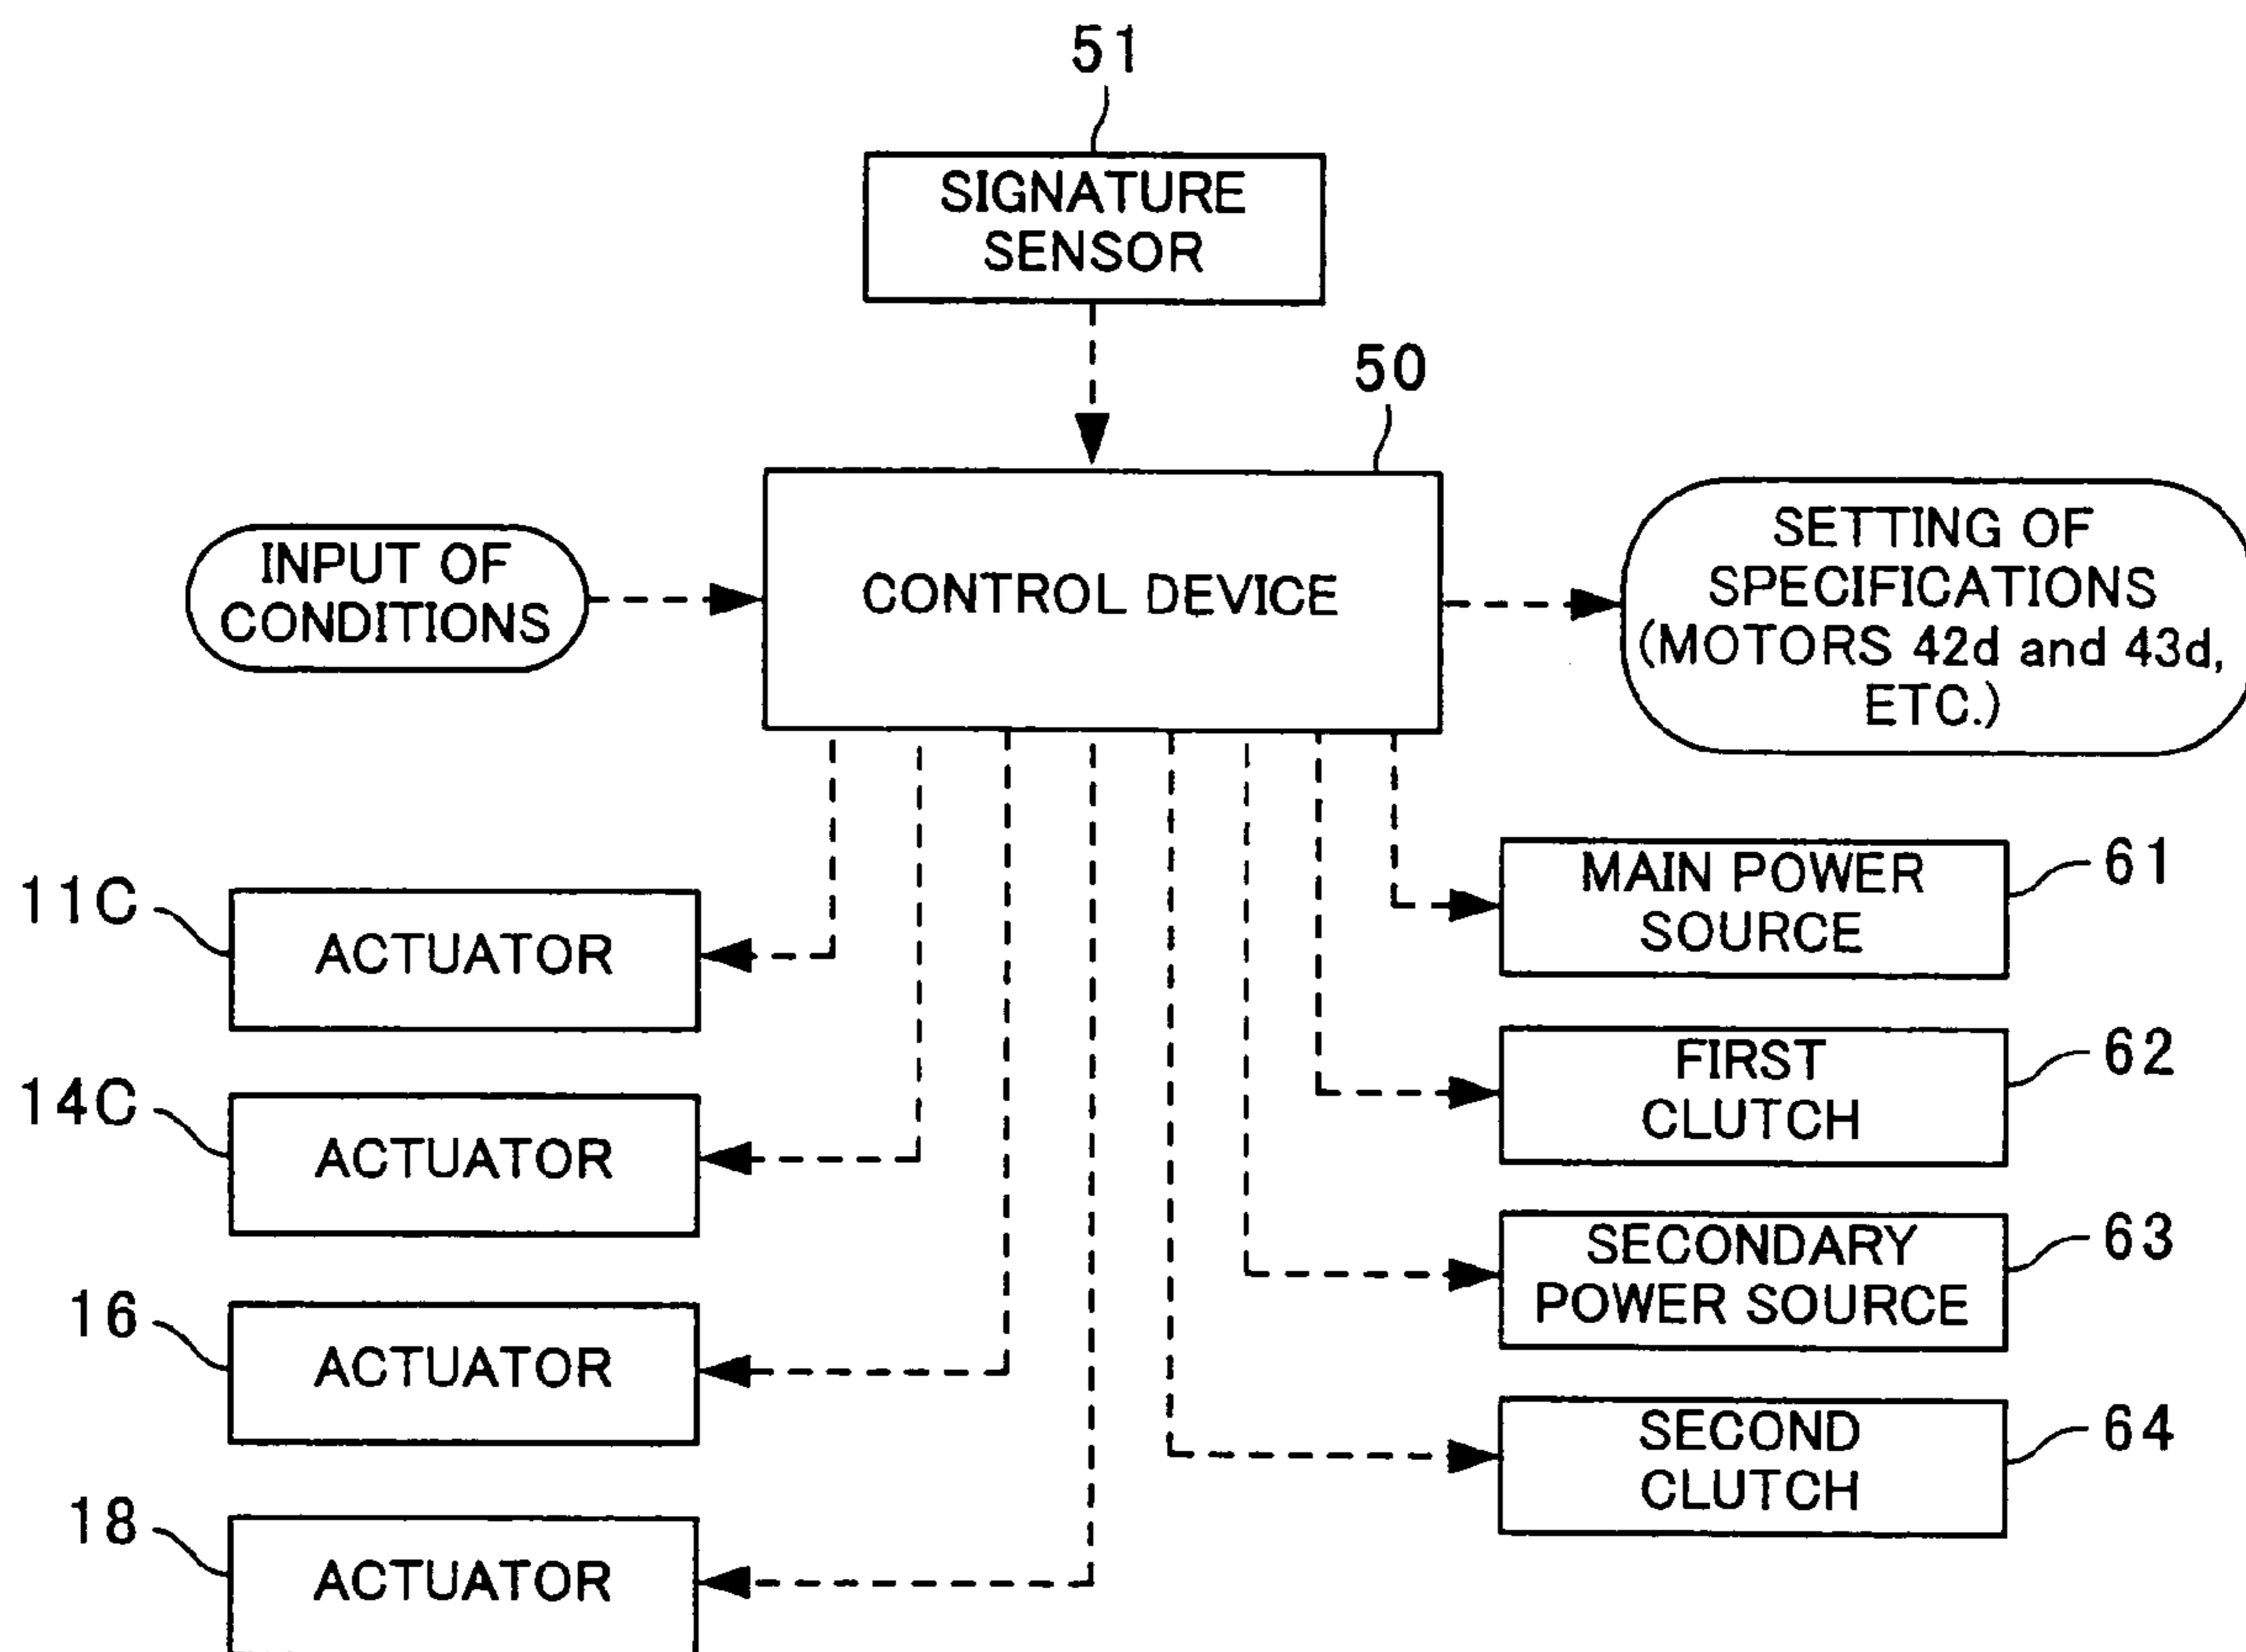 51
SIGNATURE
SENSOR
50
INPUT OF
CONDITIONS
CONTROL DEVICE
SETTING OF
SPECIFICATIONS
(MOTORS 42d and 43d,
ETC.)
11C
ACTUATOR
14C
ACTUATOR
16
ACTUATOR
18
ACTUATOR
MAIN POWER
SOURCE
61
FIRST
CLUTCH
62
SECONDARY
POWER SOURCE
63
SECOND
CLUTCH
64